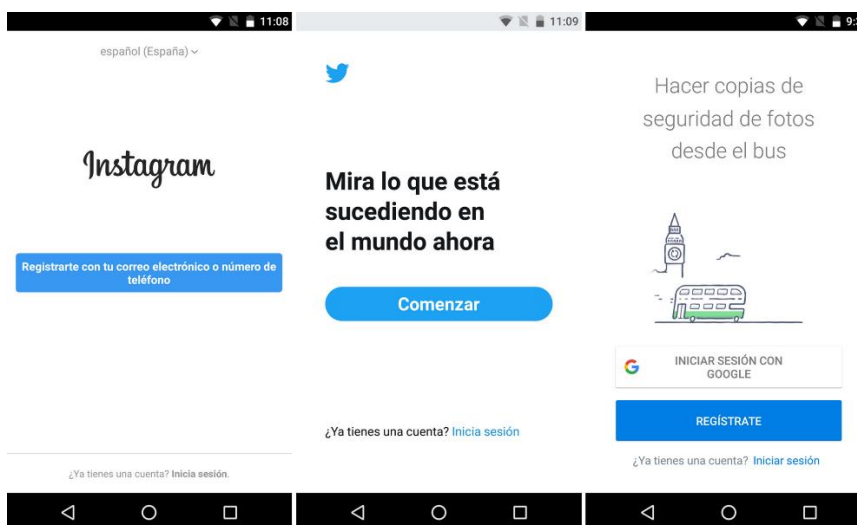 11:08
español (España)
Instagram
Registrarte con tu correo electrónico o número de
teléfono
¿Ya tienes una cuenta? Inicia sesión.
11:09
Mira lo que está
sucediendo en
el mundo ahora
Comenzar
¿Ya tienes una cuenta? Inicia sesión
Hacer copias de
seguridad de fotos
desde el bus
INICIAR SESIÓN CON
GOOGLE
REGÍSTRATE
¿Ya tienes una cuenta? Iniciar sesión